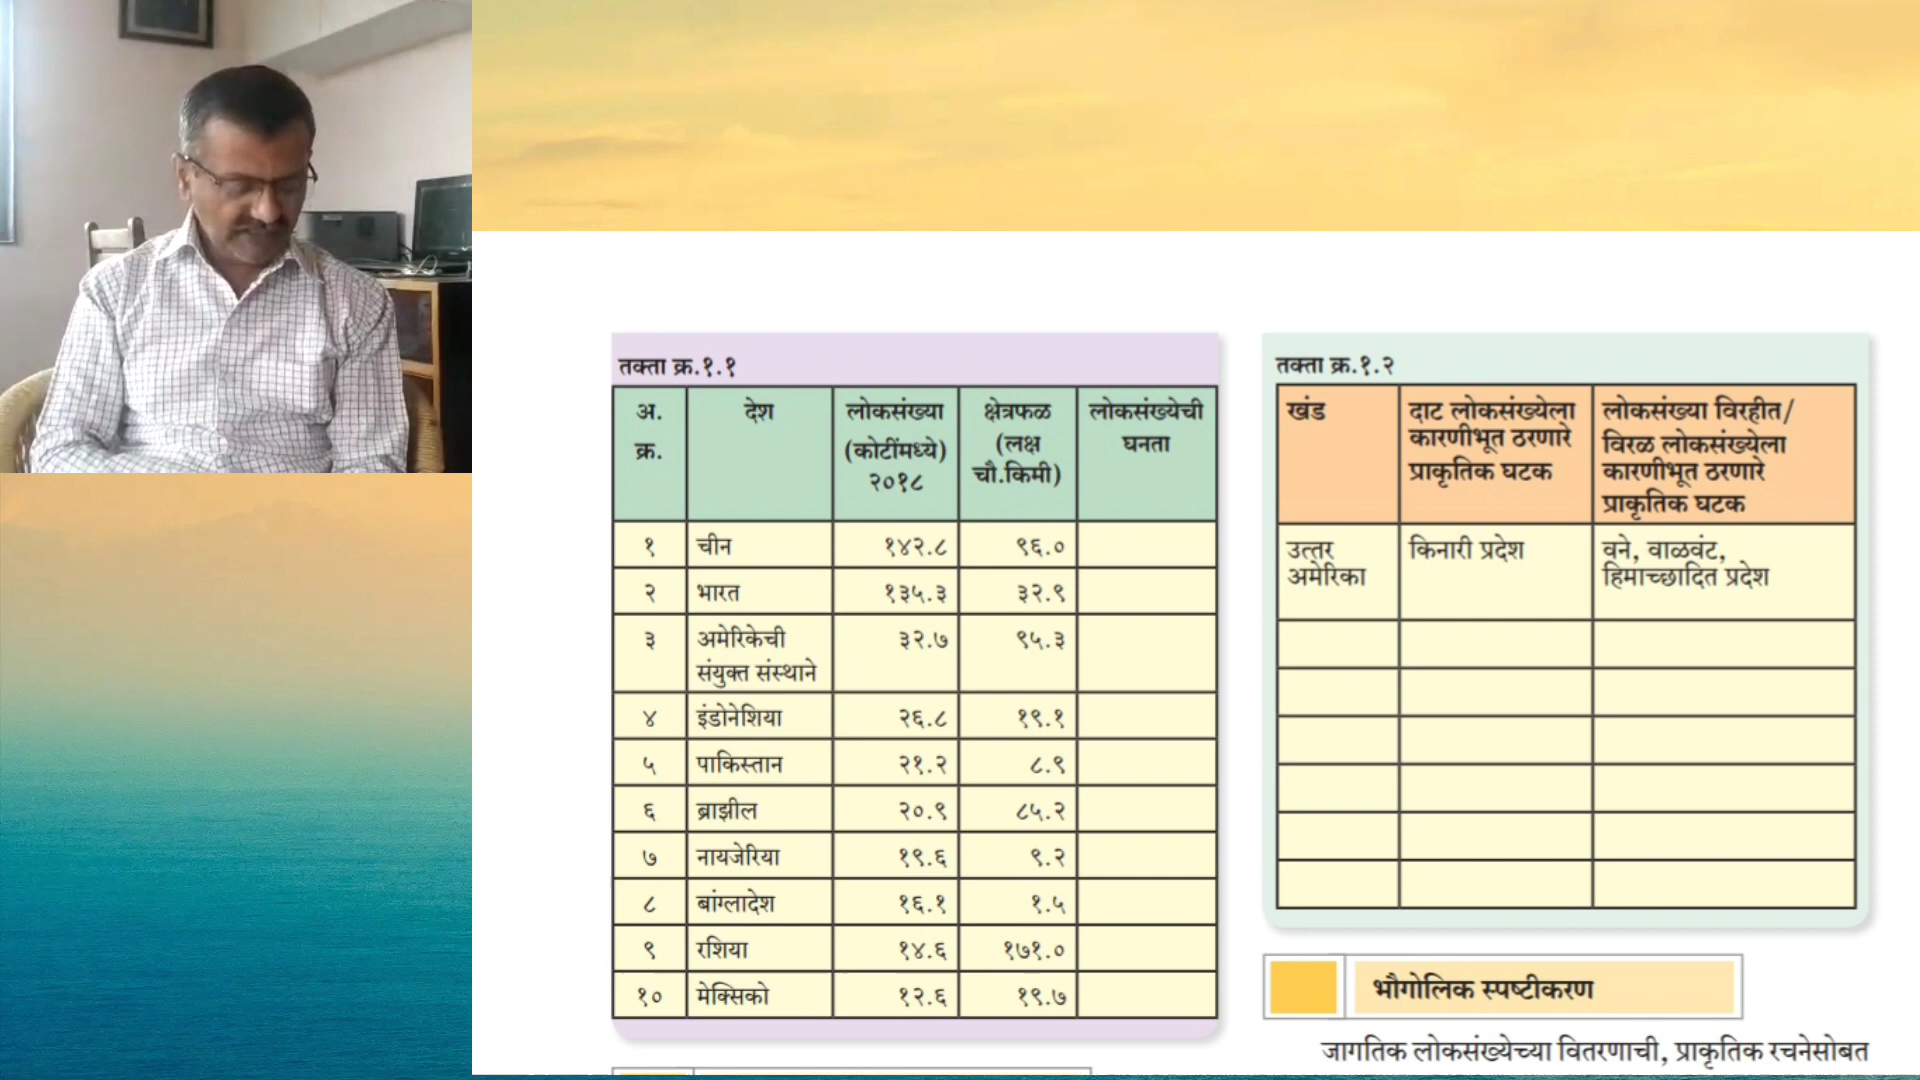 तक्ता क्र.१.१
अ. क्र. देश लोकसंख्या (कोटींमध्ये) २०१८ क्षेत्रफळ (लक्ष चौ.किमी) लोकसंख्येची घनता
१ चीन १४२.८ ९६.०
२ भारत १३५.३ ३२.९
३ अमेरिकेची संयुक्त संस्थाने ३२.७ ९५.३
४ इंडोनेशिया २६.८ १९.१
५ पाकिस्तान २१.२ ८.९
६ ब्राझील २०.९ ८५.२
७ नायजेरिया १९.६ ९.२
८ बांग्लादेश १६.१ १.५
९ रशिया १४.६ १७१.०
१० मेक्सिको १२.६ १९.७
तक्ता क्र.१.२
खंड दाट लोकसंख्येला कारणीभूत ठरणारे प्राकृतिक घटक लोकसंख्या विरहीत/ विरळ लोकसंख्येला कारणीभूत ठरणारे प्राकृतिक घटक
उत्तर अमेरिका किनारी प्रदेश वने, वाळवंट, हिमाच्छादित प्रदेश
भौगोलिक स्पष्टीकरण
जागतिक लोकसंख्येच्या वितरणाची, प्राकृतिक रचनेसोबत